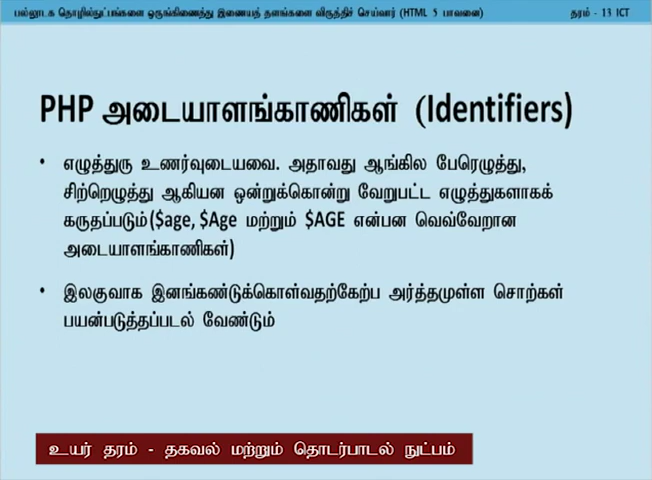 பல்லூடக தொழில்நுட்பங்களை ஒருங்கிணைத்து இணையத் தளங்களை விருத்திச் செய்வார் (HTML 5 பாவனை)
தரம் - 13 ICT
PHP அடையாளங்காணிகள் (Identifiers)
• எழுத்துரு உணர்வுடையவை. அதாவது ஆங்கில பேரெழுத்து,
சிற்றெழுத்து ஆகியன ஒன்றுக்கொன்று வேறுபட்ட எழுத்துகளாகக்
கருதப்படும்($age, $Age மற்றும் $AGE என்பன வெவ்வேறான
அடையாளங்காணிகள்)
• இலகுவாக இனங்கண்டுக்கொள்வதற்கேற்ப அர்த்தமுள்ள சொற்கள்
பயன்படுத்தப்படல் வேண்டும்
உயர் தரம் - தகவல் மற்றும் தொடர்பாடல் நுட்பம்